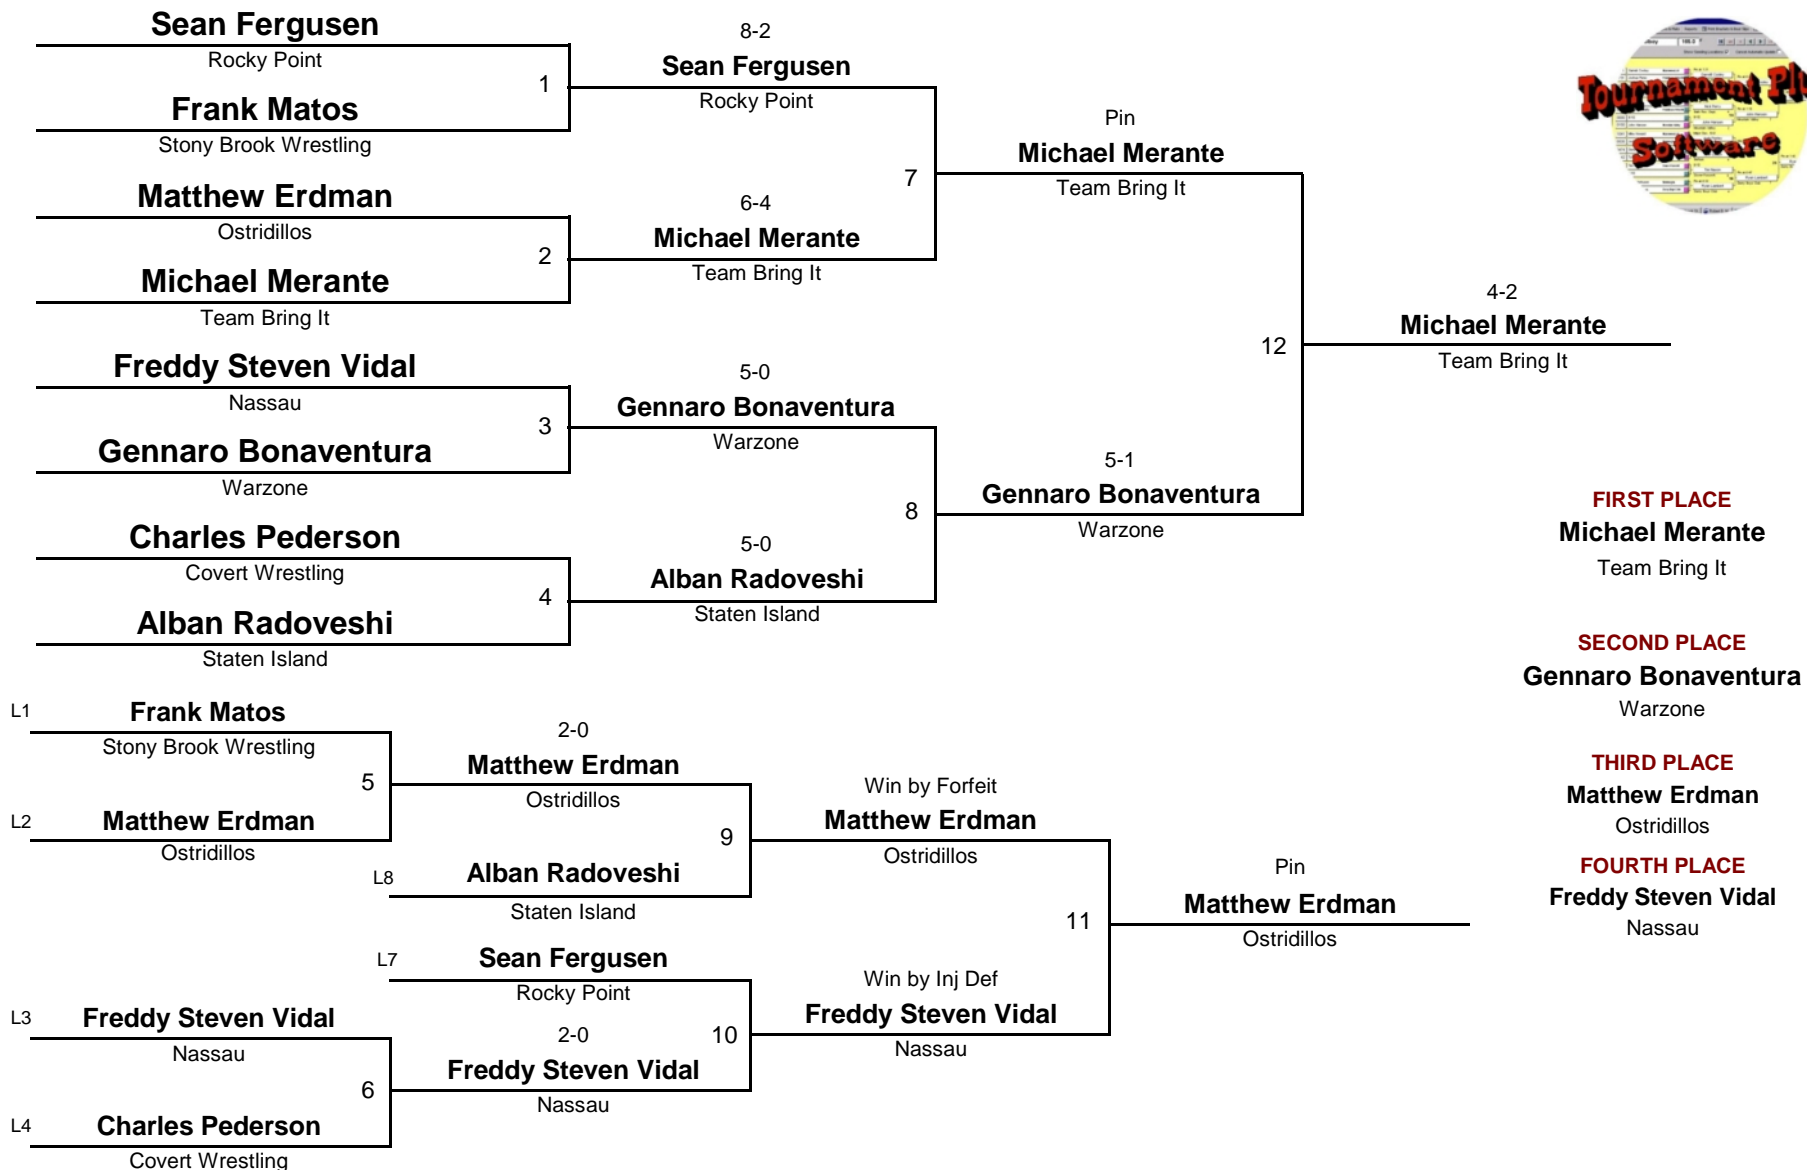 Sean Fergusen
Rocky Point
1
Frank Matos
Stony Brook Wrestling
Matthew Erdman
Ostridillos
2
Michael Merante
Team Bring It
Freddy Steven Vidal
Nassau
3
Gennaro Bonaventura
Warzone
Charles Pederson
Covert Wrestling
4
Alban Radoveshi
Staten Island
8-2
Sean Fergusen
Rocky Point
7
6-4
Michael Merante
Team Bring It
5-0
Gennaro Bonaventura
Warzone
8
5-0
Alban Radoveshi
Staten Island
Pin
Michael Merante
Team Bring It
12
5-1
Gennaro Bonaventura
Warzone
4-2
Michael Merante
Team Bring It
Tournament Plu
Software
FIRST PLACE
Michael Merante
Team Bring It
SECOND PLACE
Gennaro Bonaventura
Warzone
THIRD PLACE
Matthew Erdman
Ostridillos
FOURTH PLACE
Freddy Steven Vidal
Nassau
L1
Frank Matos
Stony Brook Wrestling
5
L2
Matthew Erdman
Ostridillos
2-0
Matthew Erdman
Ostridillos
9
L8
Alban Radoveshi
Staten Island
L7
Sean Fergusen
Rocky Point
10
L3
Freddy Steven Vidal
Nassau
6
L4
Charles Pederson
Covert Wrestling
2-0
Freddy Steven Vidal
Nassau
Win by Forfeit
Matthew Erdman
Ostridillos
11
Win by Inj Def
Freddy Steven Vidal
Nassau
Pin
Matthew Erdman
Ostridillos